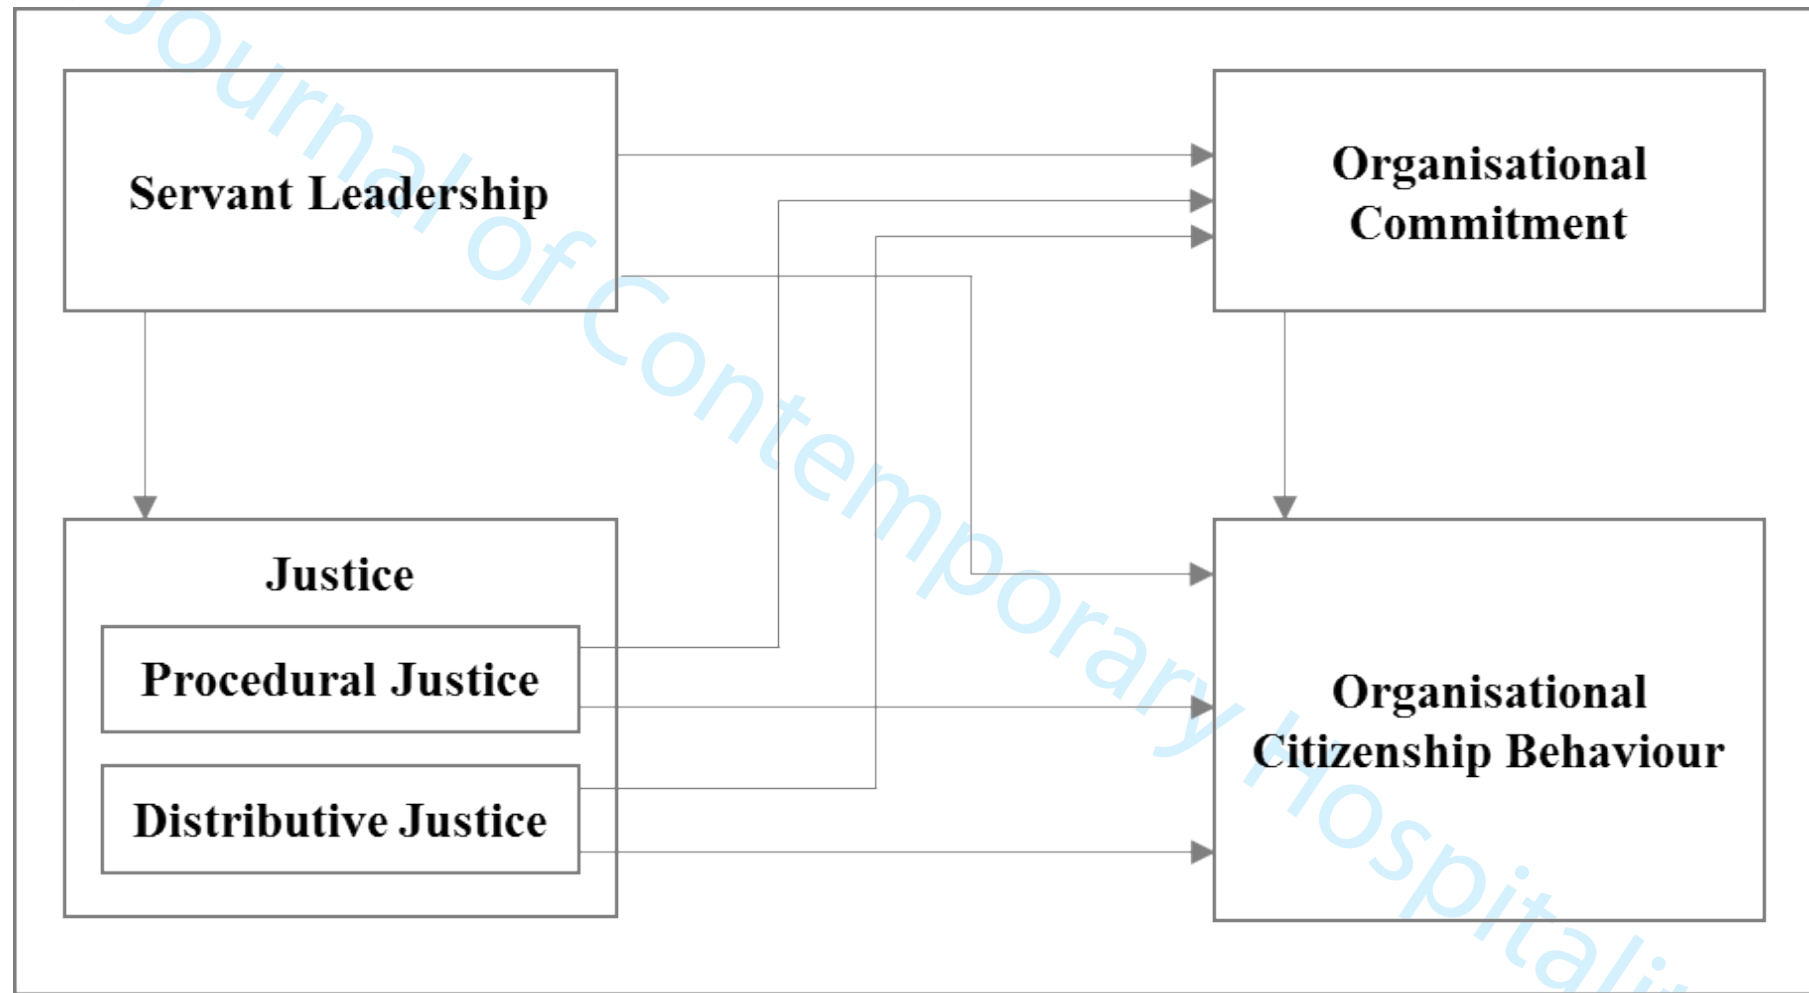 Journal of Contemporary Hospitali
Servant Leadership
Organisational
Commitment
Justice
Procedural Justice
Distributive Justice
Organisational
Citizenship Behaviour